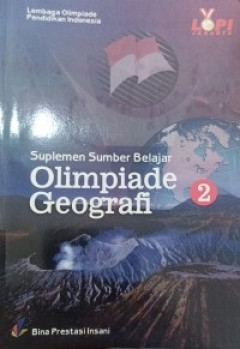 Lembaga Olimpiade
Pendidikan Indonesia
LOPI
Suplemen Sumber Belajar
Olimpiade
Geografi
2
Bina Prestasi Insani